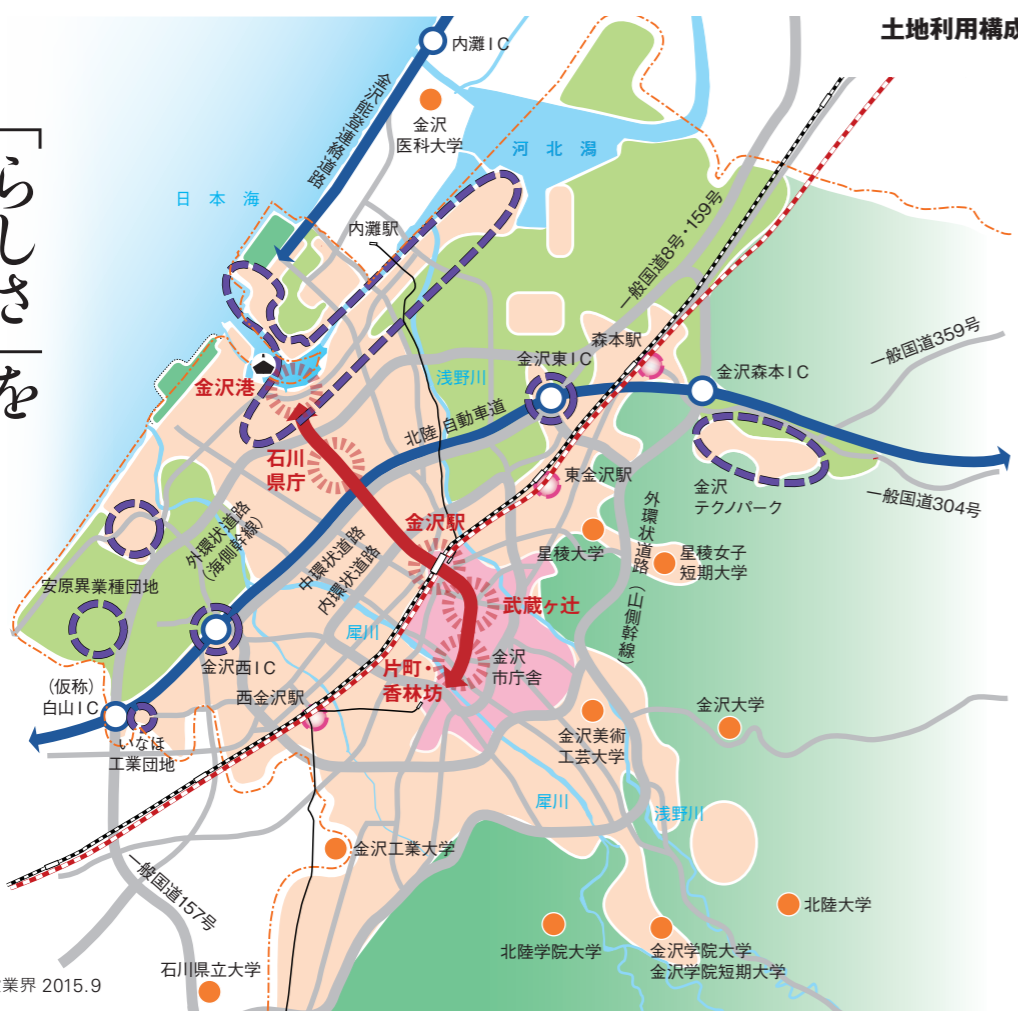 土地利用構成
「らしさ」を
内灘IC
金沢能登連絡道路
金沢
医科大学
河北潟
日本海
内灘駅
一般国道8号・159号
森本駅
金沢東IC
金沢森本IC
一般国道359号
金沢港
浅野川
北陸自動車道
石川
県庁
東金沢駅
金沢
テクノパーク
一般国道304号
外環状道路
(海側幹線)
中環状道路
内環状道路
金沢駅
星稜大学
外環状道路(山側幹線)
星稜女子
短期大学
安原異業種団地
武蔵ヶ辻
犀川
金沢西IC
片町・
香林坊
金沢
市庁舎
(仮称)
白山IC
西金沢駅
いなほ
工業団地
金沢美術
工芸大学
金沢大学
犀川
浅野川
金沢工業大学
一般国道157号
北陸大学
北陸学院大学
金沢学院大学
金沢学院短期大学
石川県立大学
業界 2015.9